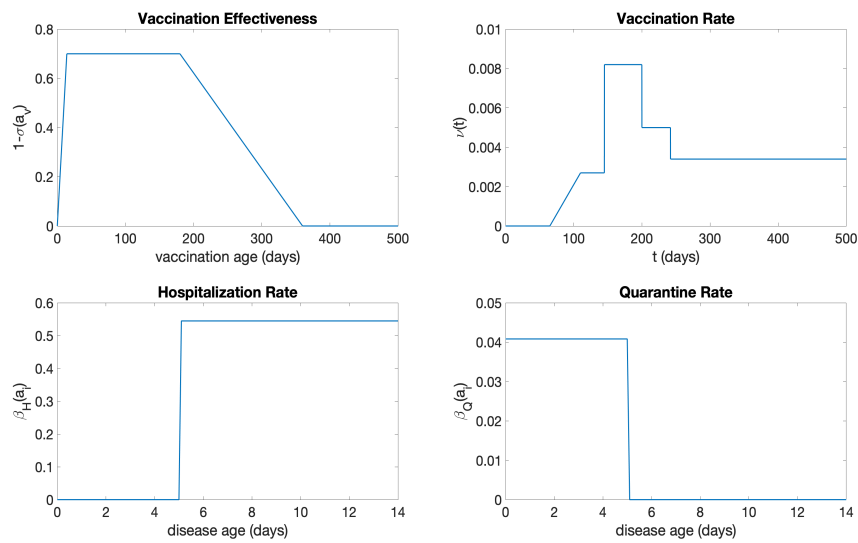 Vaccination Effectiveness
0.8
0.6
0.4
0.2
0
1-σ(a_v)
0 100 200 300 400 500
vaccination age (days)
Vaccination Rate
0.01
0.008
0.006
0.004
0.002
0
ν(t)
0 100 200 300 400 500
t (days)
Hospitalization Rate
0.6
0.5
0.4
0.3
0.2
0.1
0
β_H(a_i)
0 2 4 6 8 10 12 14
disease age (days)
Quarantine Rate
0.05
0.04
0.03
0.02
0.01
0
β_Q(a_i)
0 2 4 6 8 10 12 14
disease age (days)